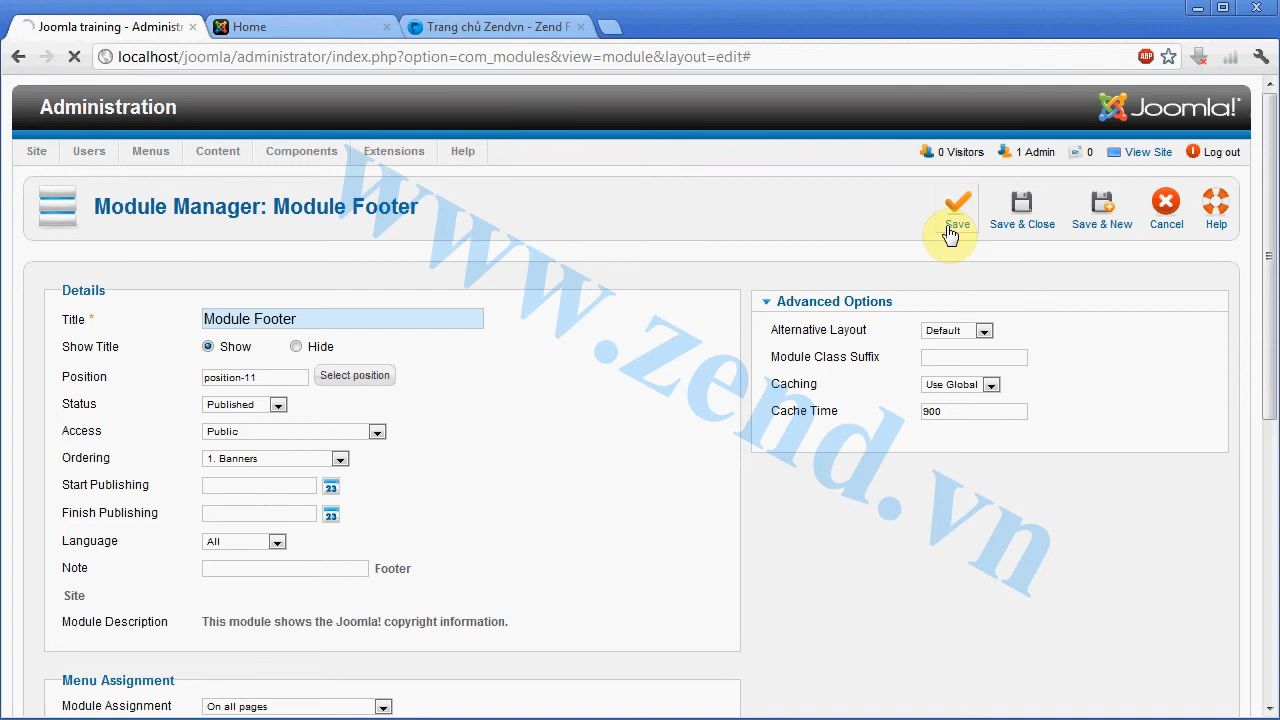 Joomla training - Administr
Home
Trang chủ Zendvn - Zend F
localhost/joomla/administrator/index.php?option=com_modules&view=module&layout=edit#
ABP
Administration
Joomla!
Site Users Menus Content Components Extensions Help
0 Visitors 1 Admin 0 View Site Log out
Module Manager: Module Footer
Save Save & Close Save & New Cancel Help
Details
Title * Module Footer
Show Title Show Hide
Position position-11 Select position
Status Published
Access Public
Ordering 1. Banners
Start Publishing 23
Finish Publishing 23
Language All
Note Footer
Site
Module Description This module shows the Joomla! copyright information.
Menu Assignment
Module Assignment On all pages
Advanced Options
Alternative Layout Default
Module Class Suffix
Caching Use Global
Cache Time 900
www.zend.vn